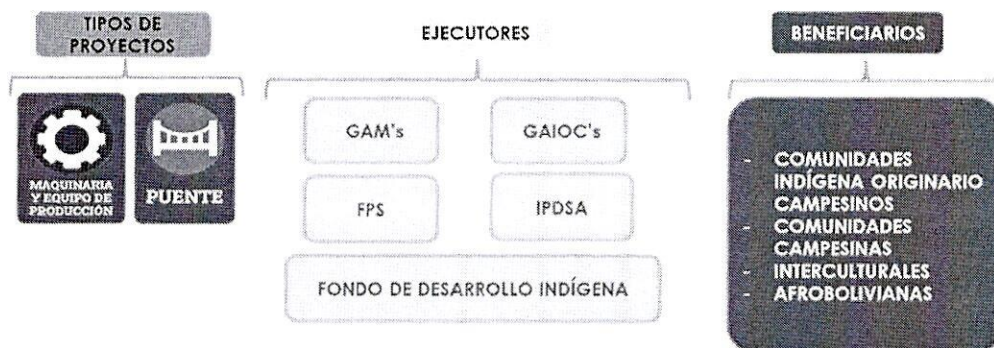 TIPOS DE
PROYECTOS
MAQUINARIA
Y EQUIPO DE
PRODUCCIÓN
PUENTE
EJECUTORES
GAM's
GAIOC's
FPS
IPDSA
FONDO DE DESARROLLO INDÍGENA
BENEFICIARIOS
- COMUNIDADES
INDÍGENA ORIGINARIO
CAMPESINOS
- COMUNIDADES
CAMPESINAS
- INTERCULTURALES
- AFROBOLIVIANAS